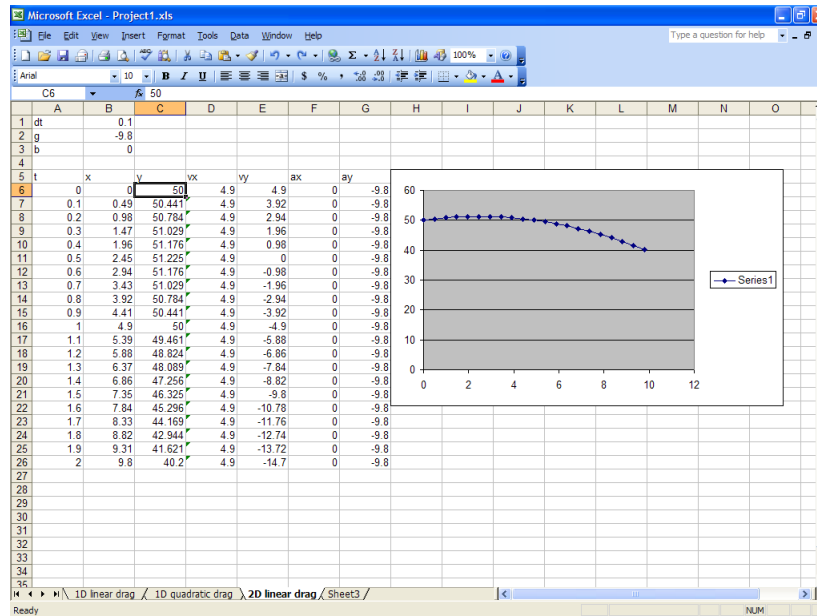 Microsoft Excel - Project1.xls
File Edit View Insert Format Tools Data Window Help
Type a question for help
100%
Arial 10 B I U $ % ,
C6 fx 50
A B C D E F G H I J K L M N O
1 dt 0.1
2 g -9.8
3 b 0
4
5 t x y vx vy ax ay
6 0 0 50 4.9 4.9 0 -9.8
7 0.1 0.49 50.441 4.9 3.92 0 -9.8
8 0.2 0.98 50.784 4.9 2.94 0 -9.8
9 0.3 1.47 51.029 4.9 1.96 0 -9.8
10 0.4 1.96 51.176 4.9 0.98 0 -9.8
11 0.5 2.45 51.225 4.9 0 0 -9.8
12 0.6 2.94 51.176 4.9 -0.98 0 -9.8
13 0.7 3.43 51.029 4.9 -1.96 0 -9.8
14 0.8 3.92 50.784 4.9 -2.94 0 -9.8
15 0.9 4.41 50.441 4.9 -3.92 0 -9.8
16 1 4.9 50 4.9 -4.9 0 -9.8
17 1.1 5.39 49.461 4.9 -5.88 0 -9.8
18 1.2 5.88 48.824 4.9 -6.86 0 -9.8
19 1.3 6.37 48.089 4.9 -7.84 0 -9.8
20 1.4 6.86 47.256 4.9 -8.82 0 -9.8
21 1.5 7.35 46.325 4.9 -9.8 0 -9.8
22 1.6 7.84 45.296 4.9 -10.78 0 -9.8
23 1.7 8.33 44.169 4.9 -11.76 0 -9.8
24 1.8 8.82 42.944 4.9 -12.74 0 -9.8
25 1.9 9.31 41.621 4.9 -13.72 0 -9.8
26 2 9.8 40.2 4.9 -14.7 0 -9.8
27
28
29
30
31
32
33
34
35
60
50
40
30
20
10
0
0 2 4 6 8 10 12
Series1
1D linear drag 1D quadratic drag 2D linear drag Sheet3
Ready NUM